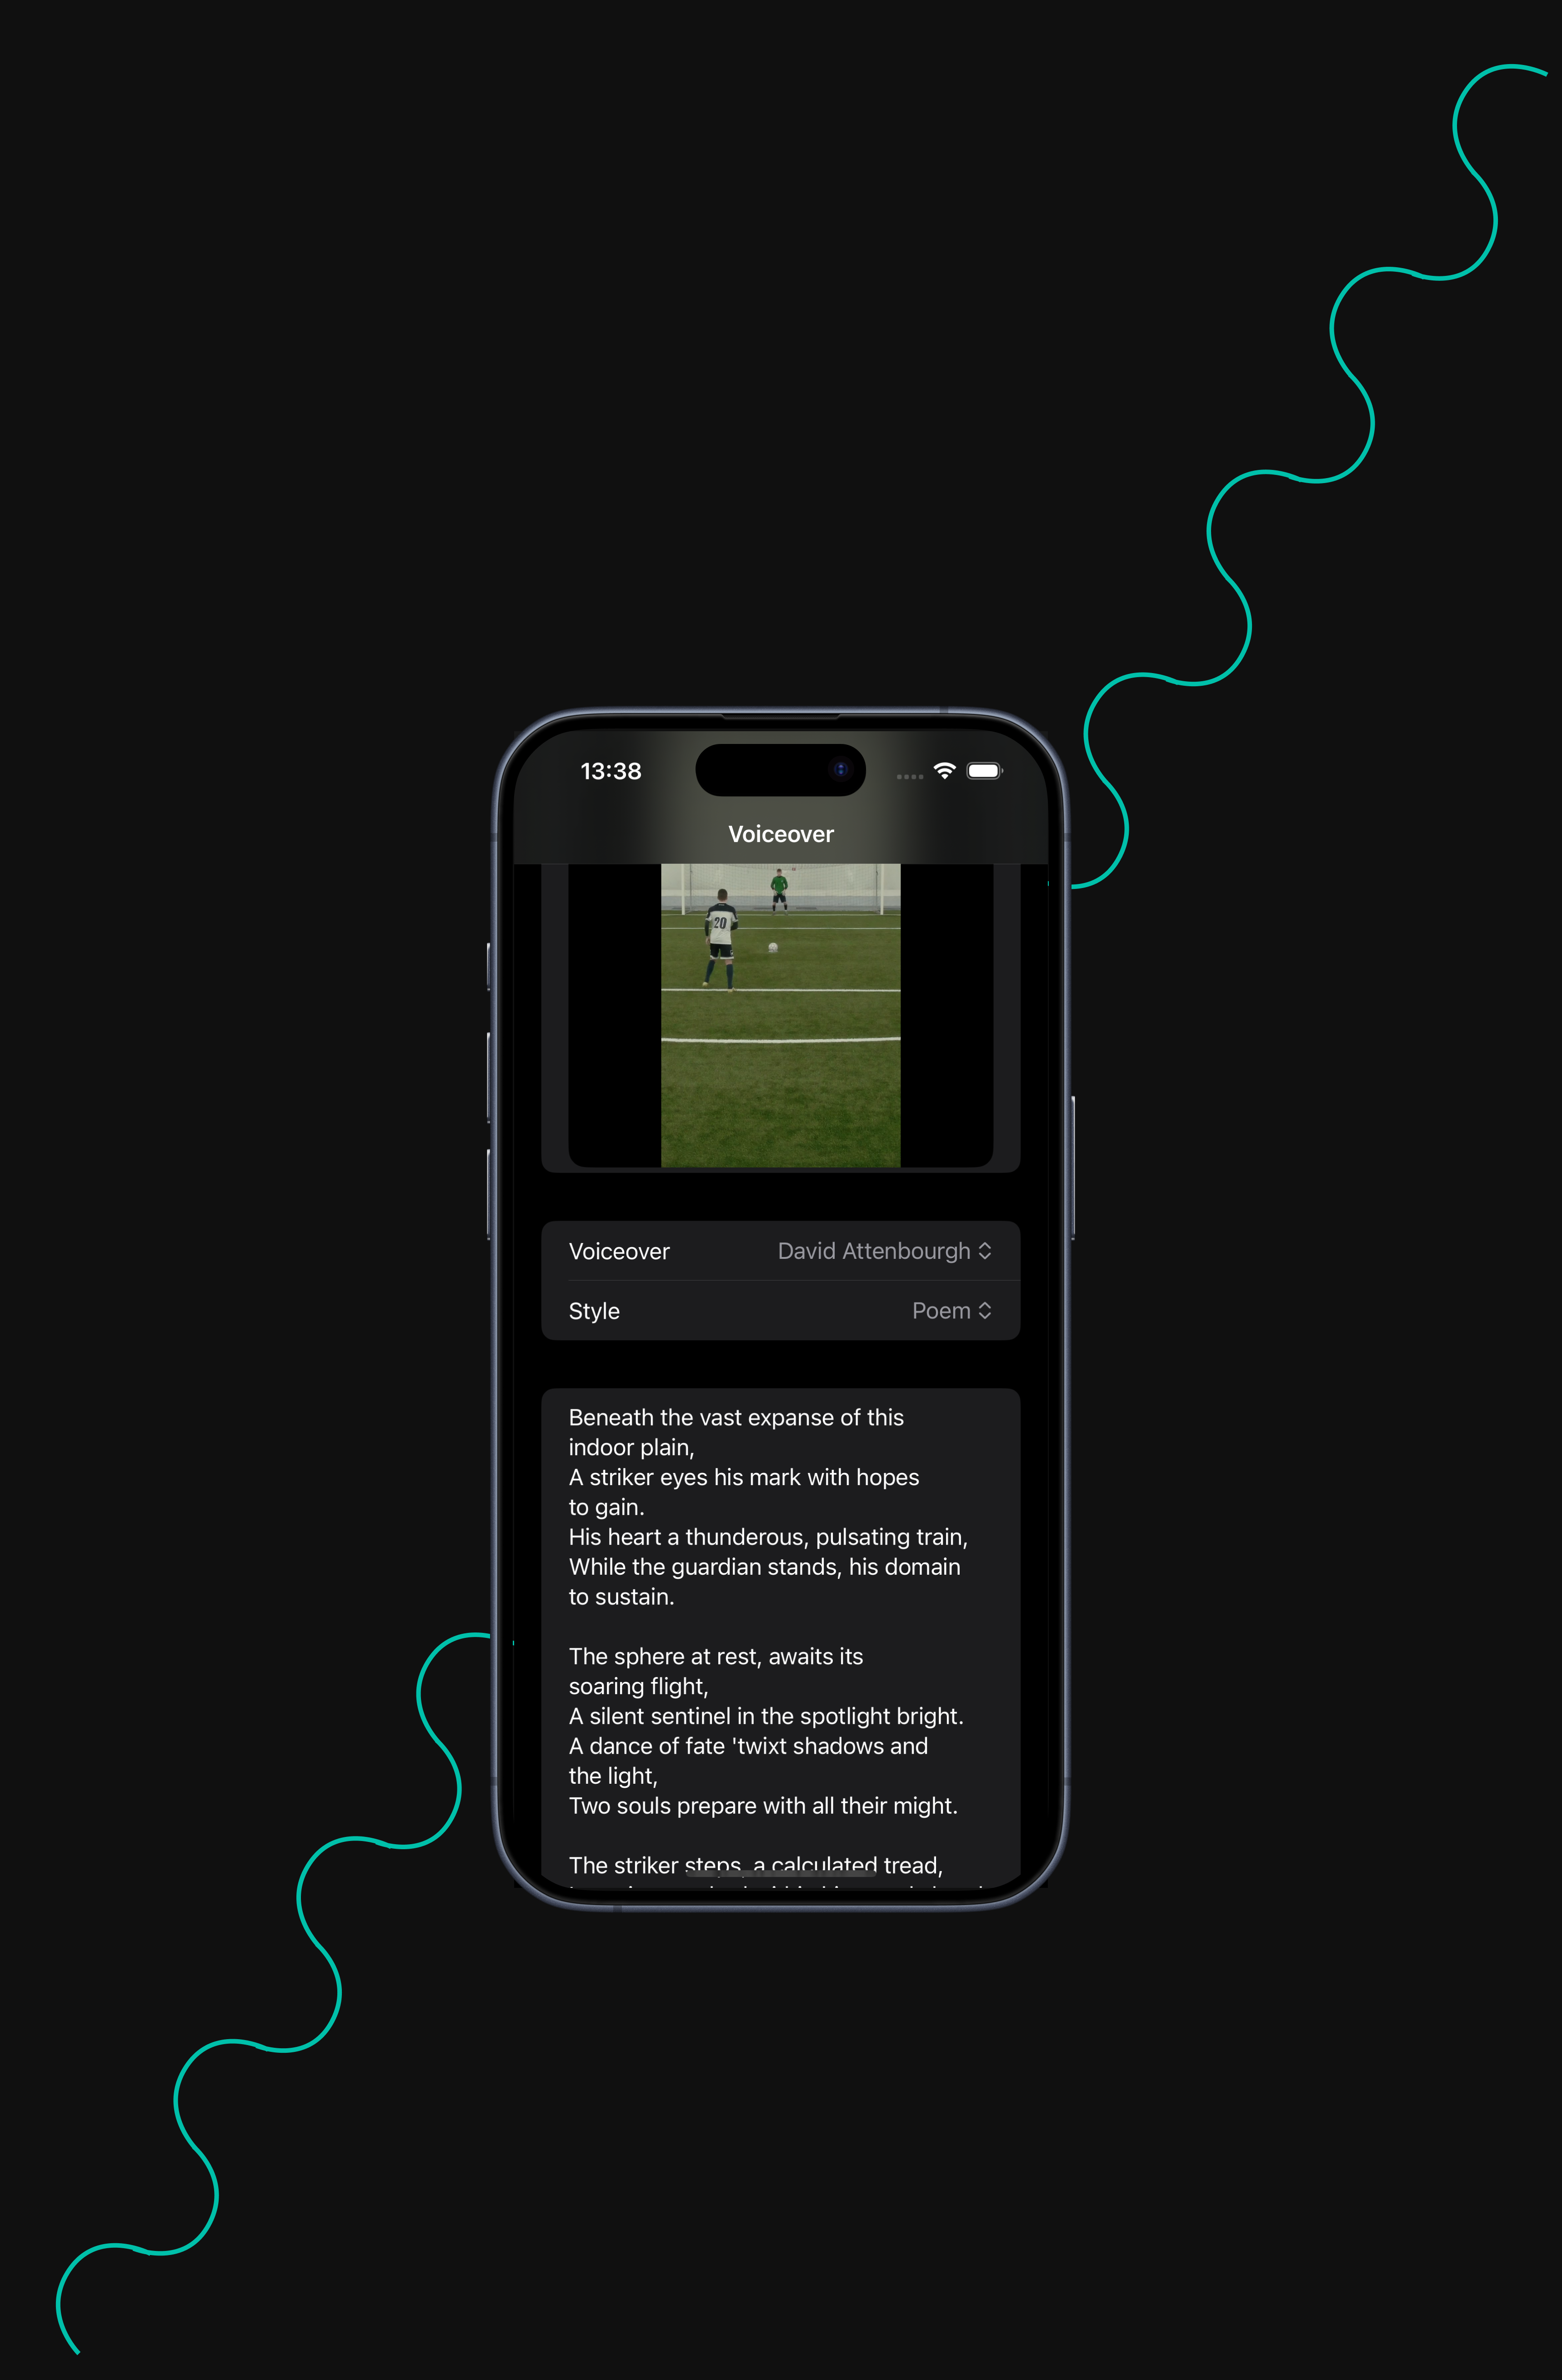 13:38
Voiceover
20
Voiceover David Attenbourgh
Style Poem
Beneath the vast expanse of this
indoor plain,
A striker eyes his mark with hopes
to gain.
His heart a thunderous, pulsating train,
While the guardian stands, his domain
to sustain.
The sphere at rest, awaits its
soaring flight,
A silent sentinel in the spotlight bright.
A dance of fate 'twixt shadows and
the light,
Two souls prepare with all their might.
The striker steps, a calculated tread,